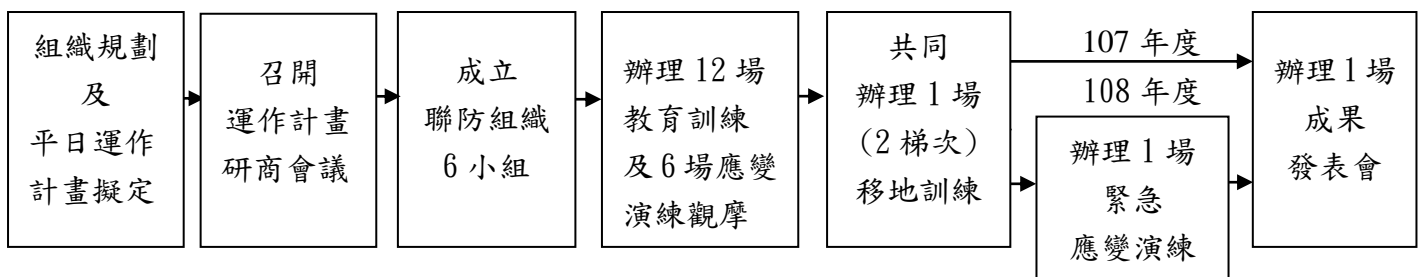 組織規劃
及
平日運作
計畫擬定
召開
運作計畫
研商會議
成立
聯防組織
6 小組
辦理 12 場
教育訓練
及 6 場應變
演練觀摩
共同
辦理 1 場
(2 梯次)
移地訓練
107 年度
108 年度
辦理 1 場
緊急
應變演練
辦理 1 場
成果
發表會